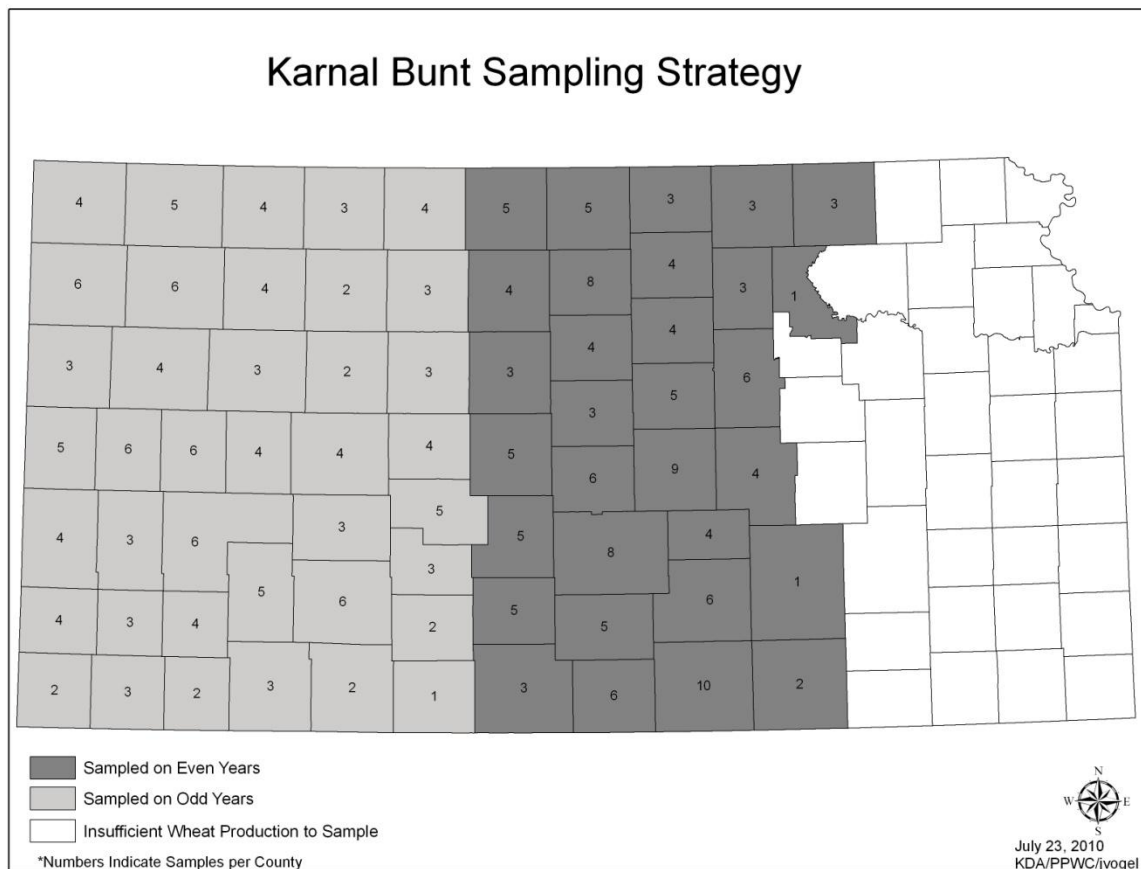 Karnal Bunt Sampling Strategy
4 5 4 3 4 5 5 3 3 3
6 6 4 2 3 4 8 4 3 1
3 4 3 2 3 3 4 4 6
5 6 6 4 4 4 5 3 5
6 9 4
4 3 6 3 5 5 8 4 1
5 6 3 5 5 6
4 3 4 2
2 3 2 3 2 1 3 6 10 2
Sampled on Even Years
Sampled on Odd Years
Insufficient Wheat Production to Sample
*Numbers Indicate Samples per County
N
W E
S
July 23, 2010
KDA/PPWC/jvogel